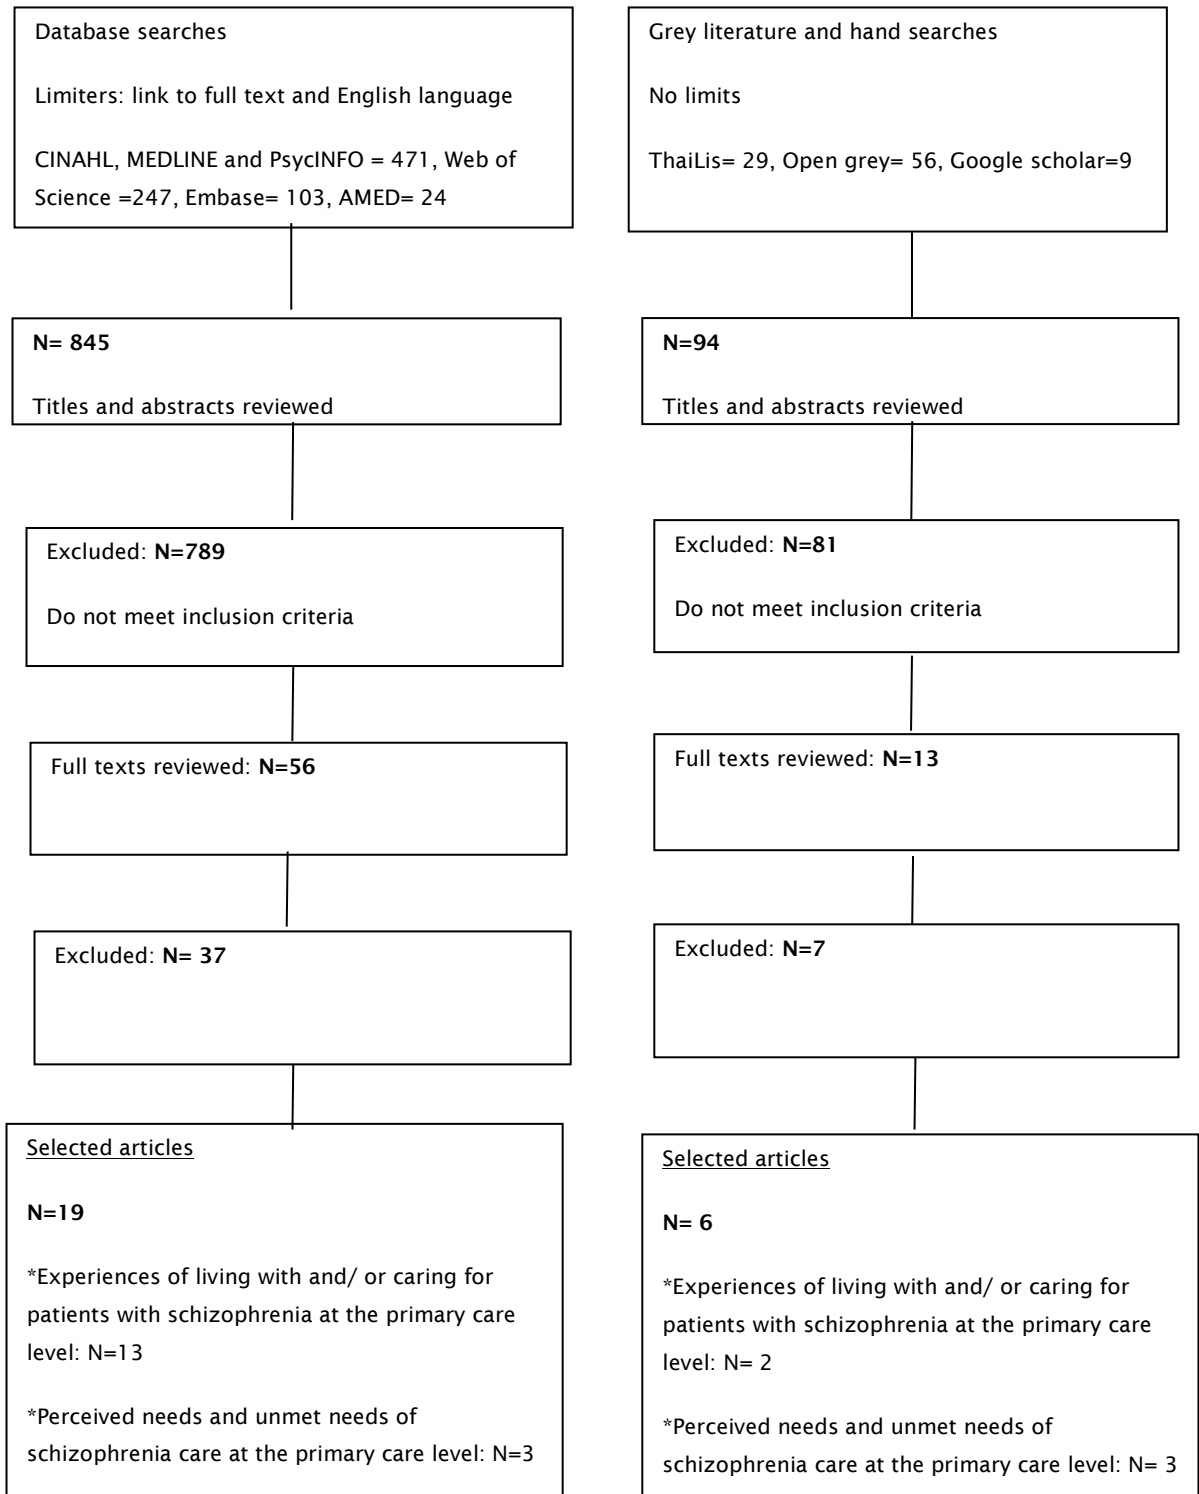 Database searches
Limiters: link to full text and English language
CINAHL, MEDLINE and PsycINFO = 471, Web of
Science =247, Embase= 103, AMED= 24
Grey literature and hand searches
No limits
ThaiLis= 29, Open grey= 56, Google scholar=9
N= 845
Titles and abstracts reviewed
N=94
Titles and abstracts reviewed
Excluded: N=789
Do not meet inclusion criteria
Excluded: N=81
Do not meet inclusion criteria
Full texts reviewed: N=56
Full texts reviewed: N=13
Excluded: N= 37
Excluded: N=7
Selected articles
N=19
*Experiences of living with and/ or caring for
patients with schizophrenia at the primary care
level: N=13
*Perceived needs and unmet needs of
schizophrenia care at the primary care level: N=3
Selected articles
N= 6
*Experiences of living with and/ or caring for
patients with schizophrenia at the primary care
level: N= 2
*Perceived needs and unmet needs of
schizophrenia care at the primary care level: N= 3